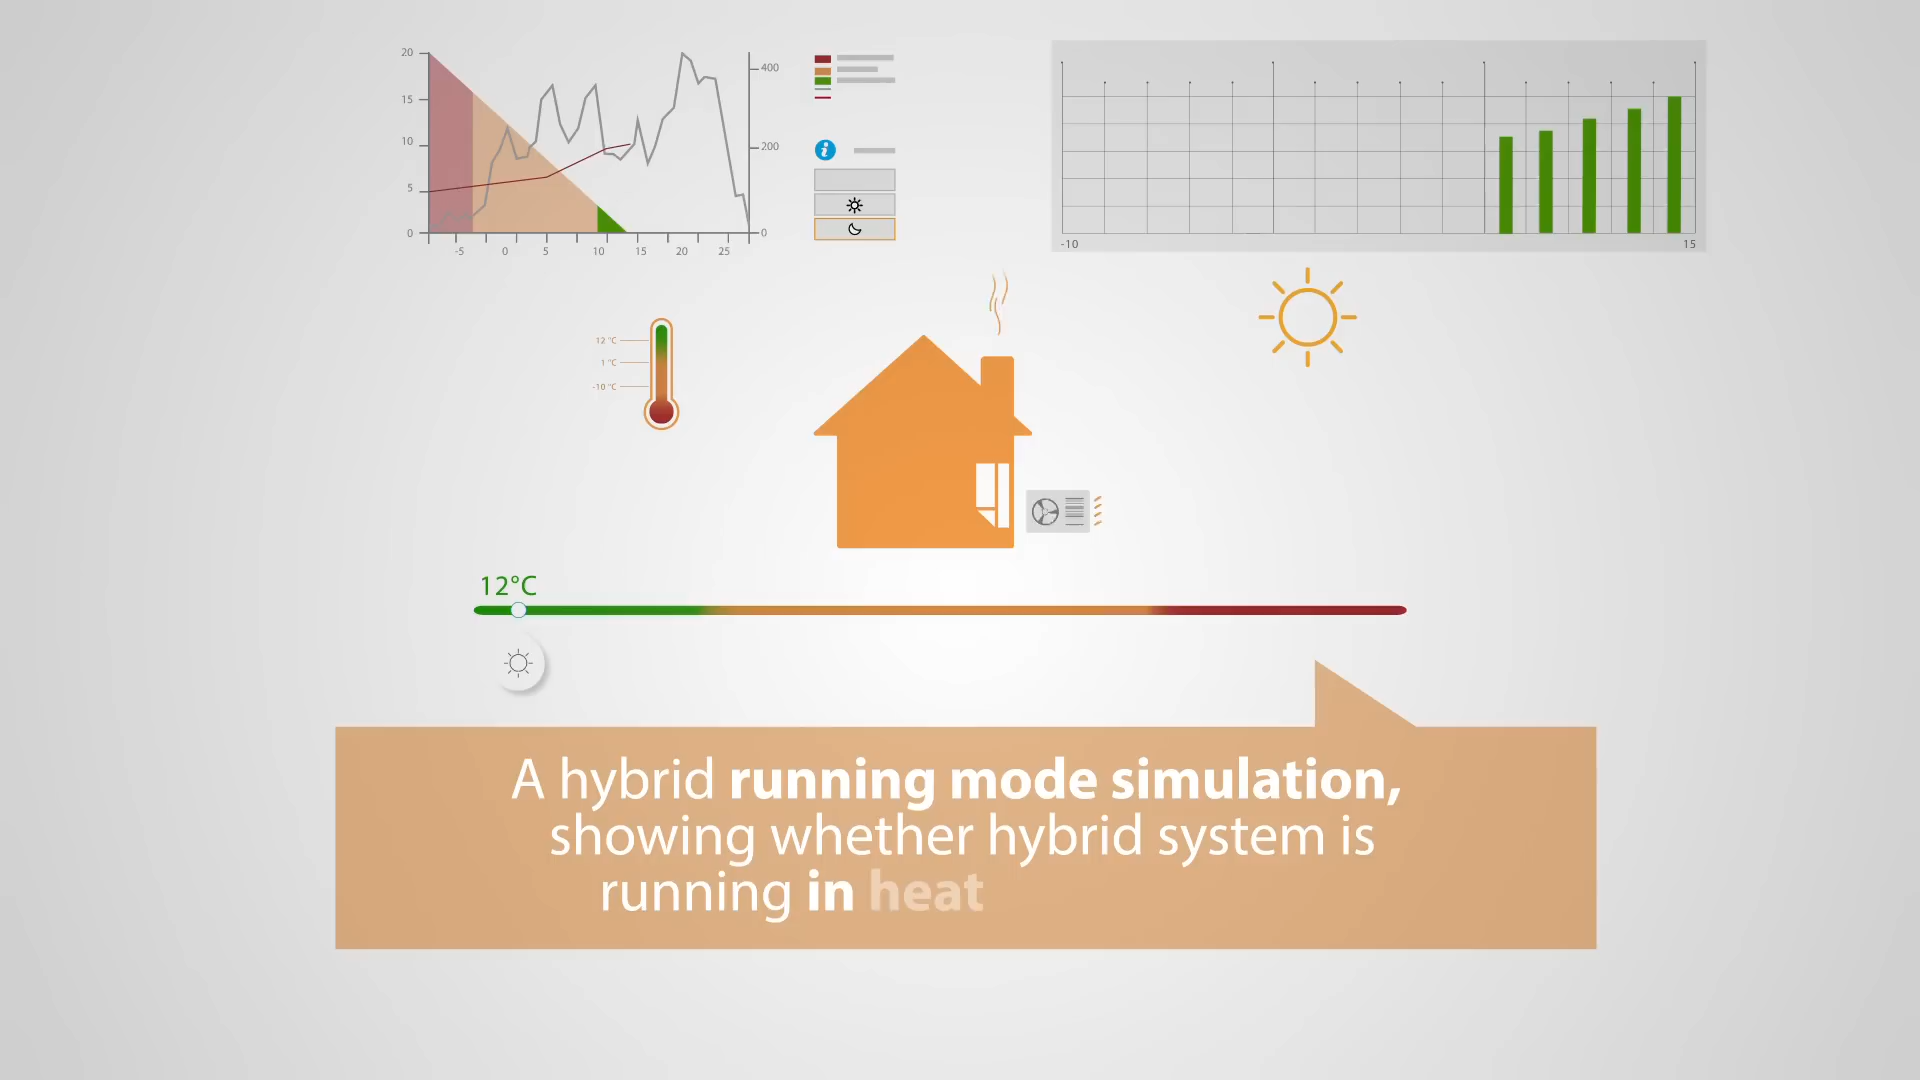 20
15
10
5
0
-5 0 5 10 15 20 25
400
200
0
i
-10 15
12 °C
1 °C
-10 °C
12°C
A hybrid running mode simulation,
showing whether hybrid system is
running in heat